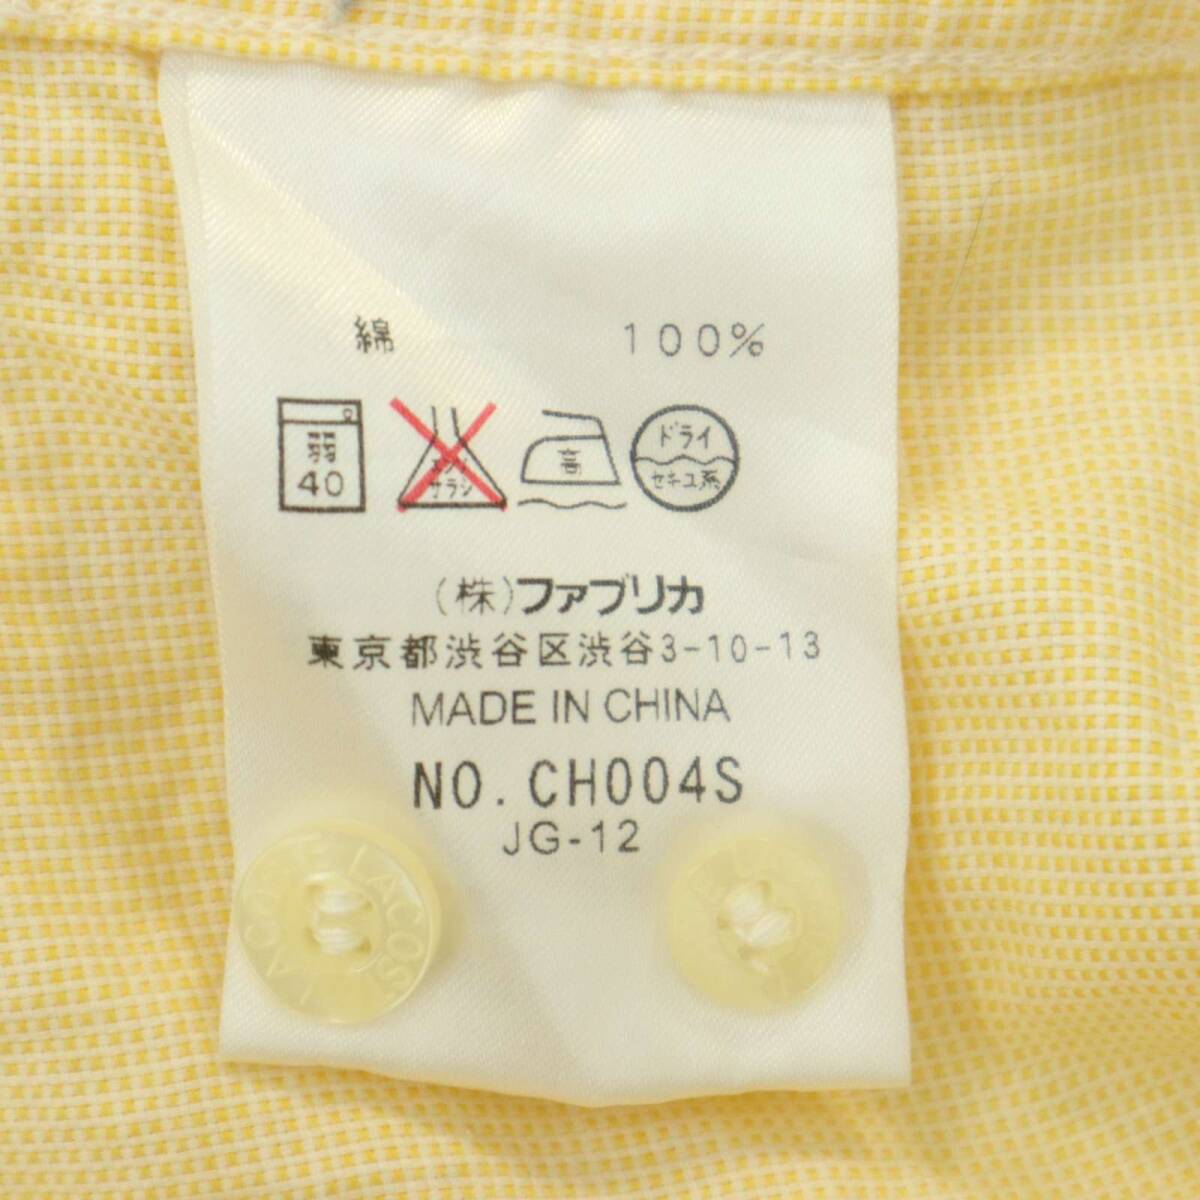 綿 100%
弱 40
エンソ サラシ
高
ドライ セキユ系
(株)ファブリカ
東京都渋谷区渋谷3-10-13
MADE IN CHINA
NO. CH004S
JG-12
LACOSTE LACOSTE